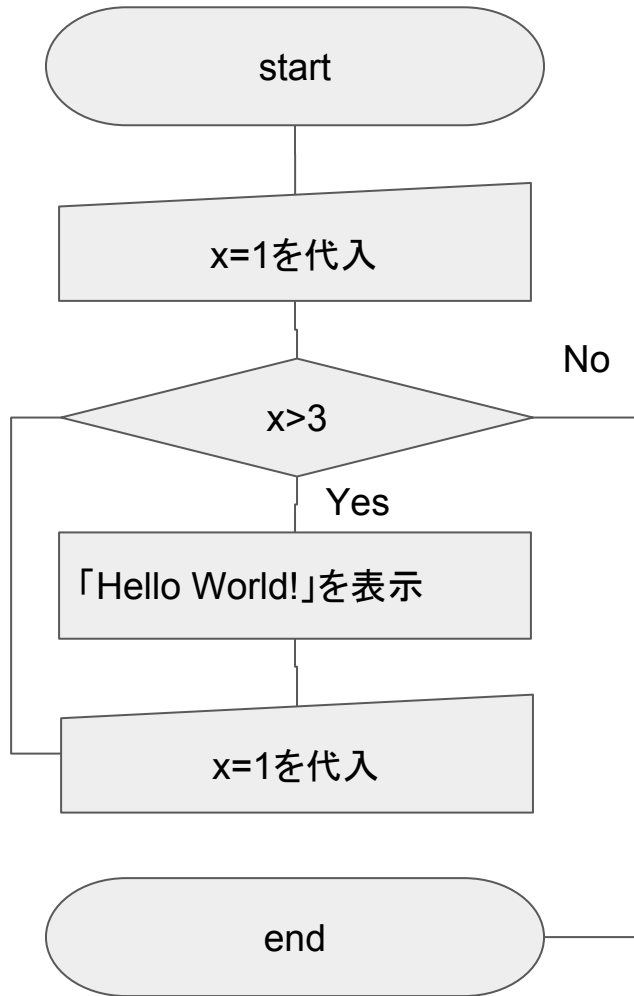 start
x=1を代入
No
x>3
Yes
「Hello World!」を表示
x=1を代入
end